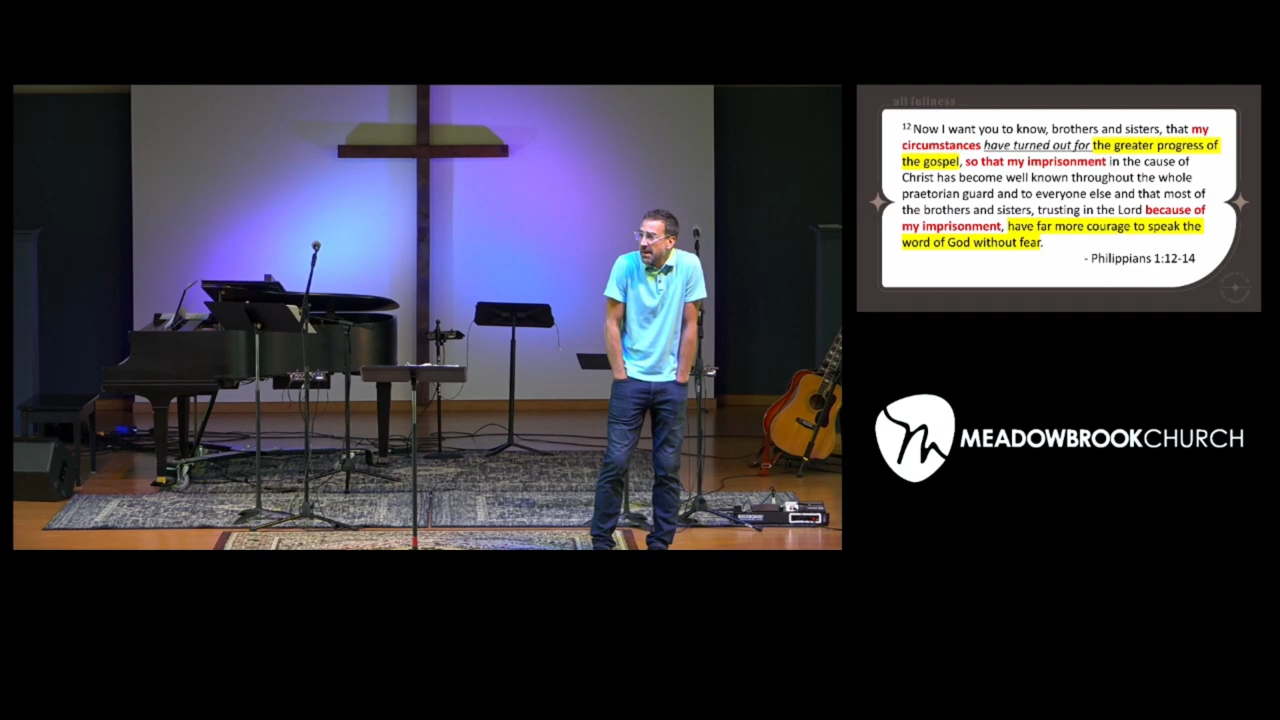 all fullness
12 Now I want you to know, brothers and sisters, that my
circumstances have turned out for the greater progress of
the gospel, so that my imprisonment in the cause of
Christ has become well known throughout the whole
praetorian guard and to everyone else and that most of
the brothers and sisters, trusting in the Lord because of
my imprisonment, have far more courage to speak the
word of God without fear.
- Philippians 1:12-14
MEADOWBROOKCHURCH